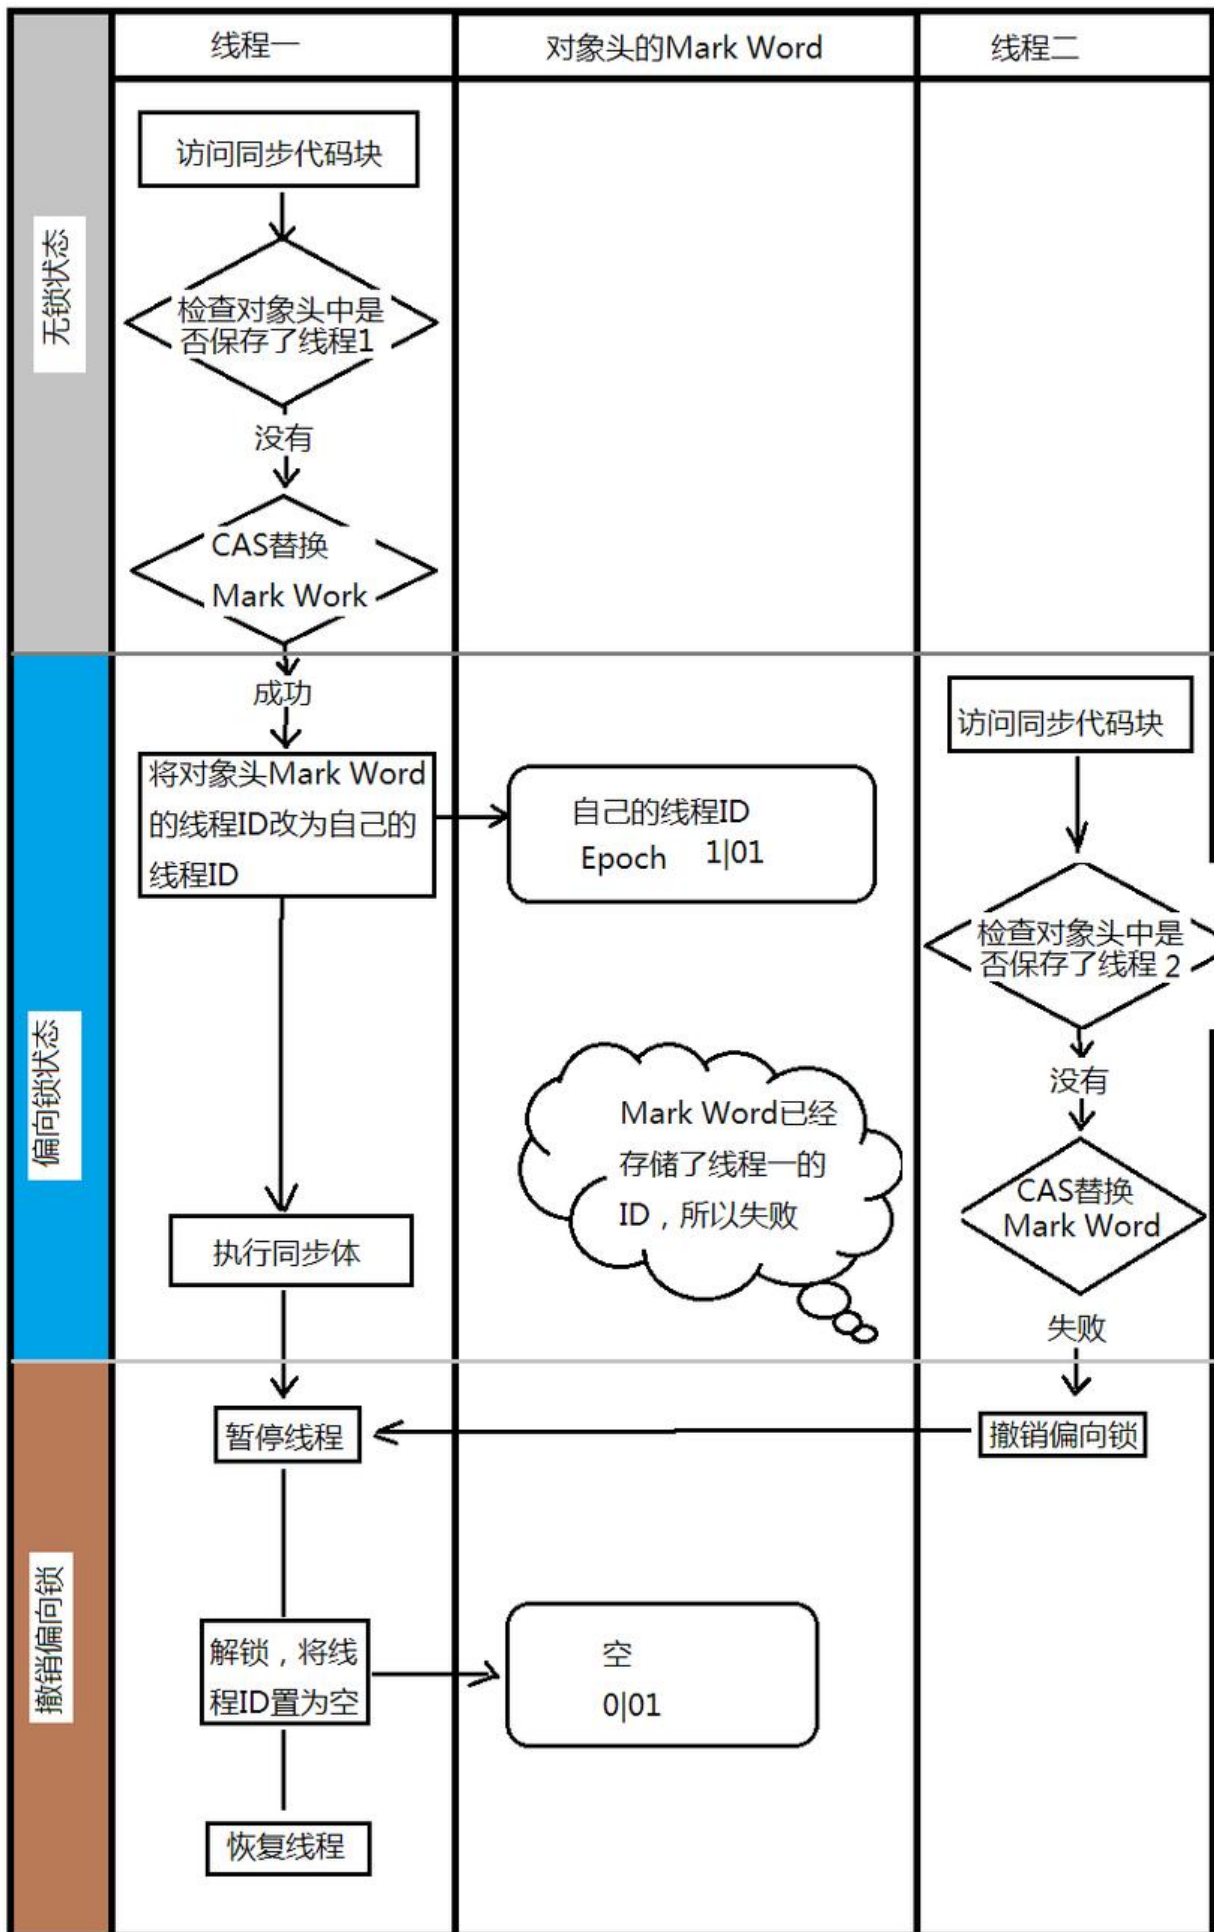 线程一
对象头的Mark Word
线程二
无锁状态
访问同步代码块
检查对象头中是
否保存了线程1
没有
CAS替换
Mark Work
偏向锁状态
成功
将对象头Mark Word
的线程ID改为自己的
线程ID
自己的线程ID
Epoch 1|01
访问同步代码块
检查对象头中是
否保存了线程 2
没有
Mark Word已经
存储了线程一的
ID，所以失败
CAS替换
Mark Word
执行同步体
失败
撤销偏向锁
暂停线程
撤销偏向锁
解锁，将线
程ID置为空
空
0|01
恢复线程